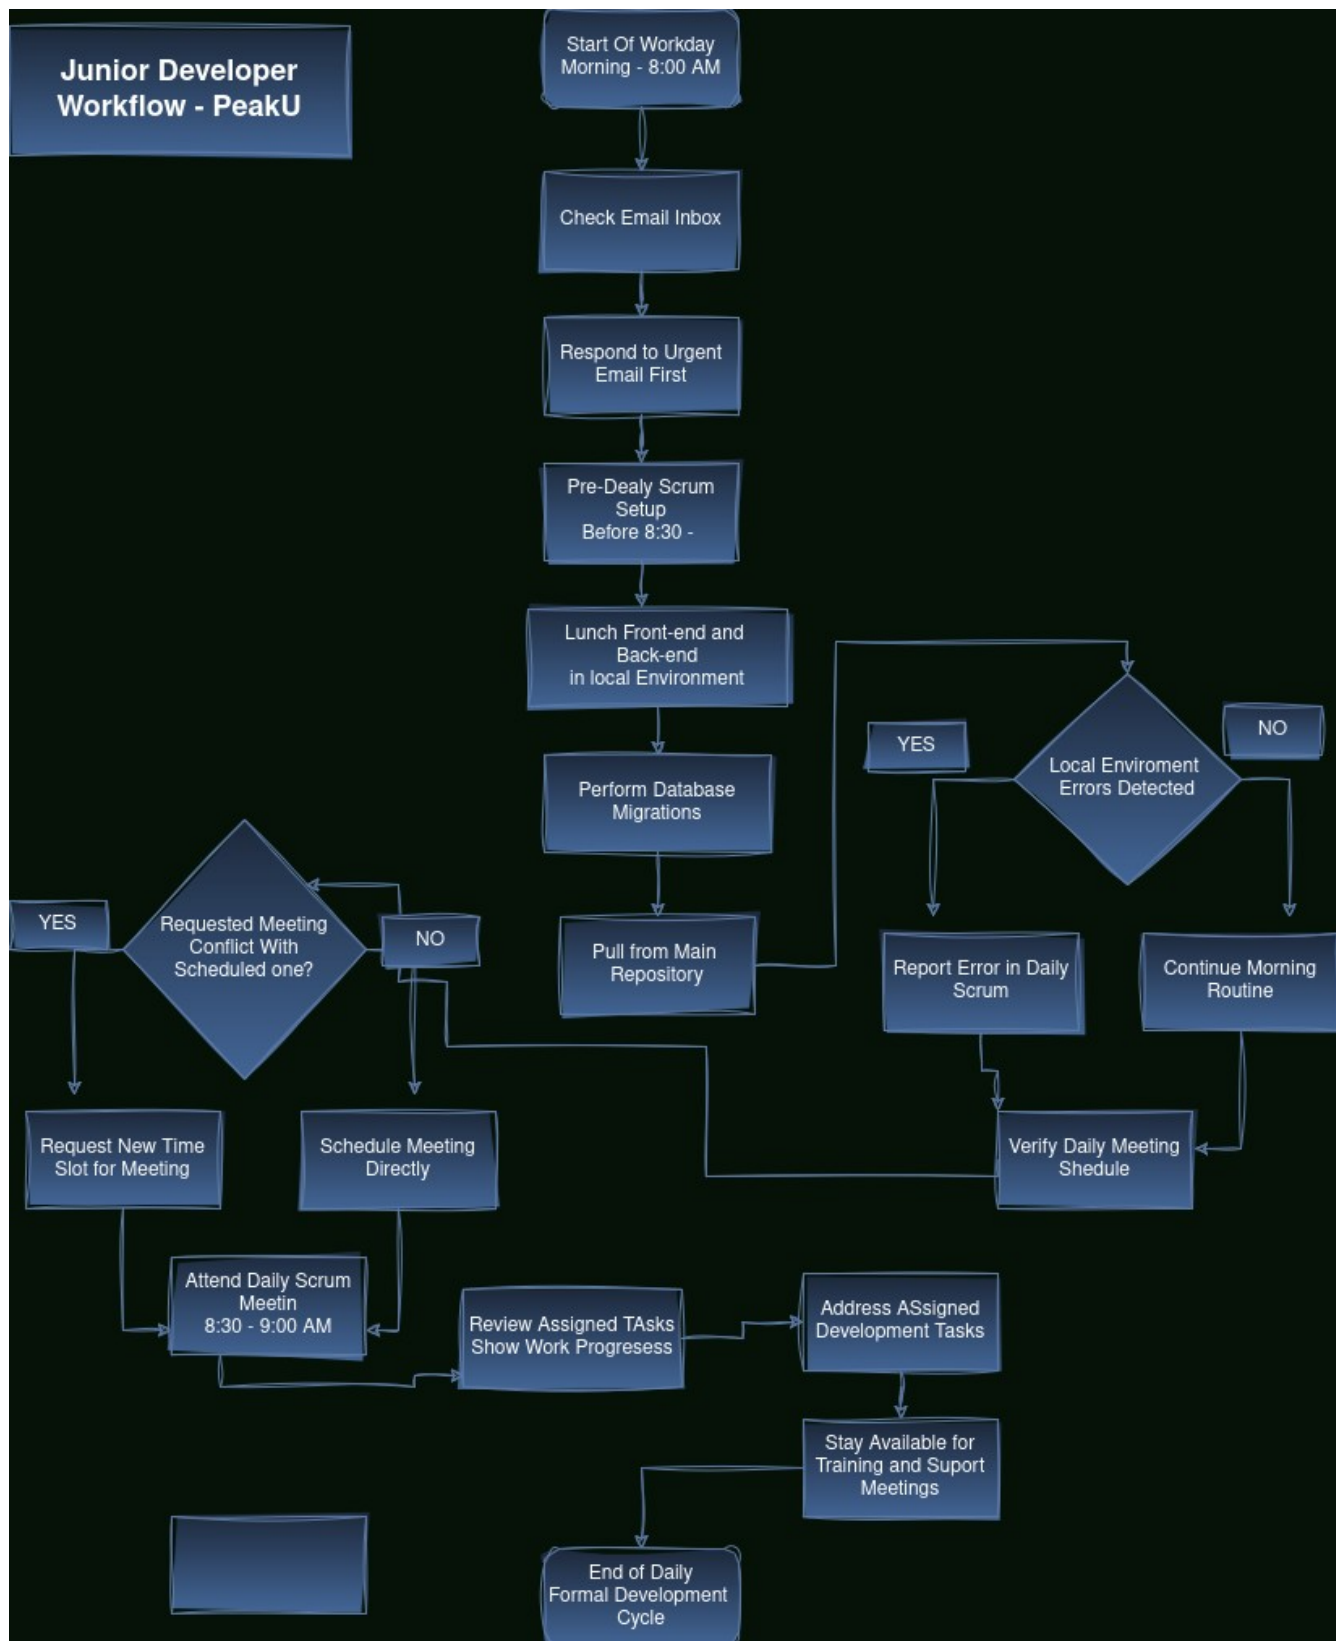 Junior Developer
Workflow - PeakU
Start Of Workday
Morning - 8:00 AM
Check Email Inbox
Respond to Urgent
Email First
Pre-Dealy Scrum
Setup
Before 8:30 -
Lunch Front-end and
Back-end
in local Environment
Perform Database
Migrations
Pull from Main
Repository
Local Enviroment
Errors Detected
YES
NO
Report Error in Daily
Scrum
Continue Morning
Routine
Verify Daily Meeting
Shedule
Requested Meeting
Conflict With
Scheduled one?
YES
NO
Request New Time
Slot for Meeting
Schedule Meeting
Directly
Attend Daily Scrum
Meetin
8:30 - 9:00 AM
Review Assigned TAsks
Show Work Progresess
Address ASsigned
Development Tasks
Stay Available for
Training and Suport
Meetings
End of Daily
Formal Development
Cycle